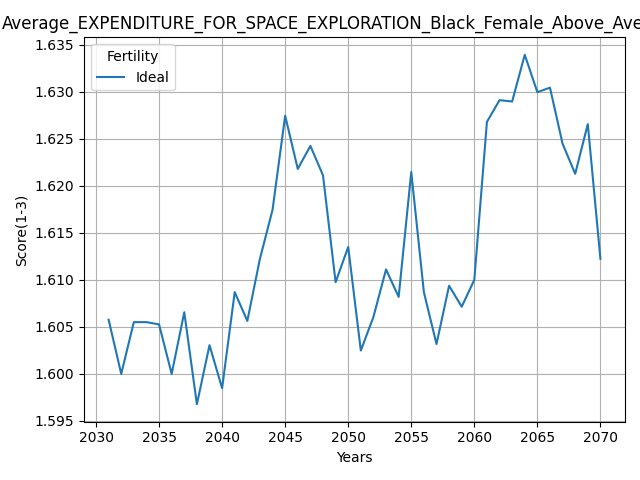 Average_EXPENDITURE_FOR_SPACE_EXPLORATION_Black_Female_Above_Ave
Fertility
Ideal
1.635
1.630
1.625
1.620
1.615
1.610
1.605
1.600
1.595
Score(1-3)
2030 2035 2040 2045 2050 2055 2060 2065 2070
Years